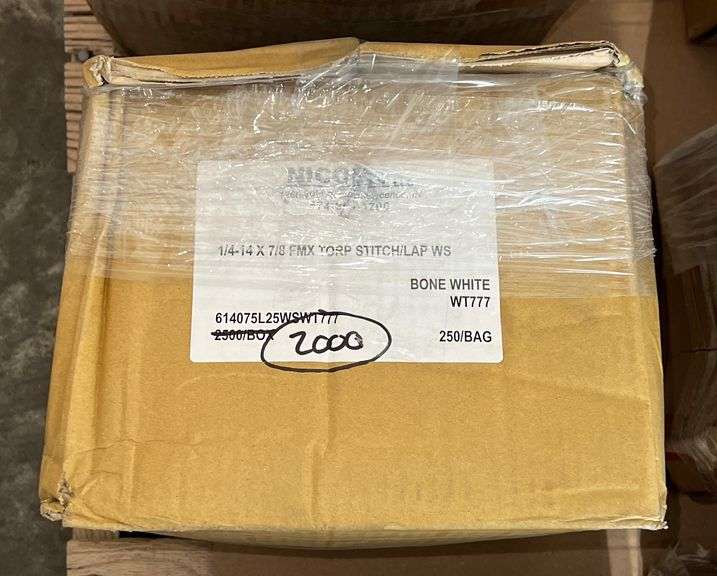 1/4-14 X 7/8 FMX TORP STITCH/LAP WS
BONE WHITE
WT777
614075L25WSWT777
2500/BOX 2000 250/BAG